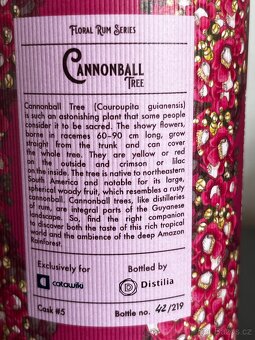 FLORAL RUM SERIES
CANNONBALL
TREE
Cannonball Tree (Couroupita guianensis)
is such an astonishing plant that some people
consider it to be sacred. The showy flowers,
borne in racemes 60–90 cm long, grow
straight from the trunk and can cover
the whole tree. They are yellow or red
on the outside and crimson or lilac
on the inside. The tree is native to northeastern
South America and notable for its large,
spherical woody fruit, which resembles a rusty
cannonball. Cannonball trees, like distilleries
of rum, are integral parts of the Guyanese
landscape. So, find the right companion
to discover both the taste of this rich tropical
world and the ambience of the deep Amazon
Rainforest.
Exclusively for
catawiki
Bottled by
Distilia
Cask #5
Bottle no. 42/219